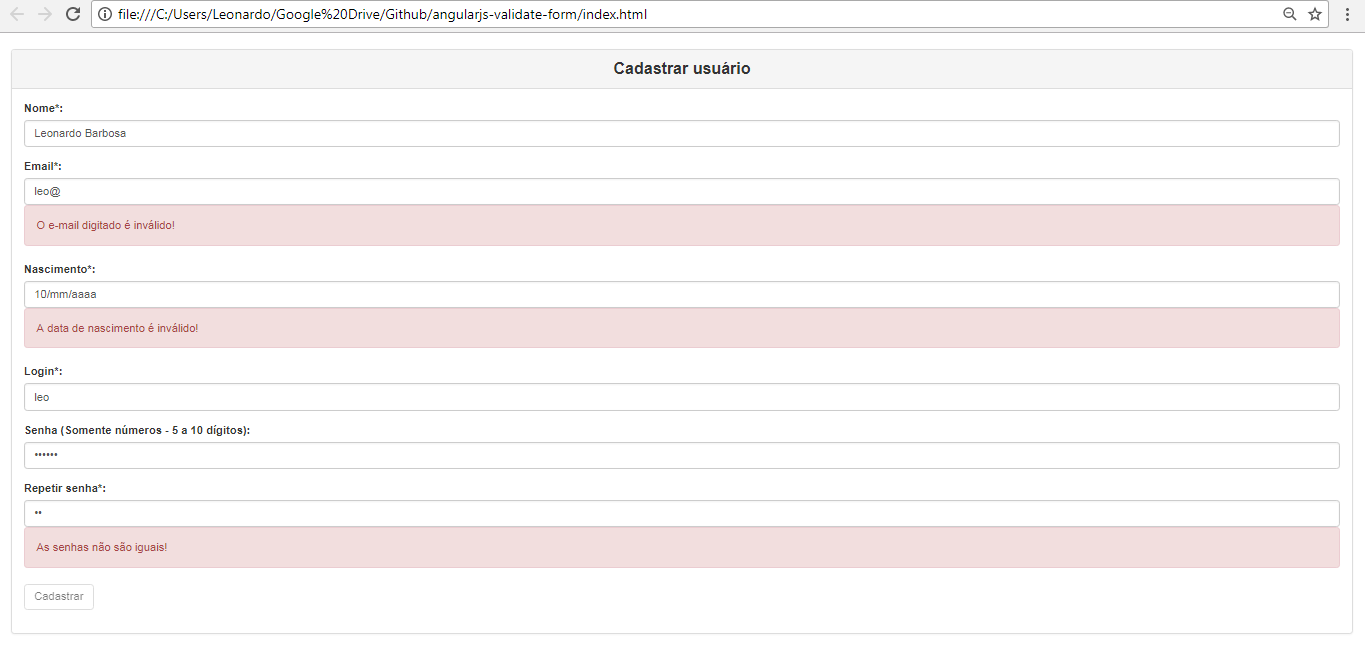 file:///C:/Users/Leonardo/Google%20Drive/Github/angularjs-validate-form/index.html
Cadastrar usuário
Nome*:
Leonardo Barbosa
Email*:
leo@
O e-mail digitado é inválido!
Nascimento*:
10/mm/aaaa
A data de nascimento é inválido!
Login*:
leo
Senha (Somente números - 5 a 10 dígitos):
••••••
Repetir senha*:
••
As senhas não são iguais!
Cadastrar